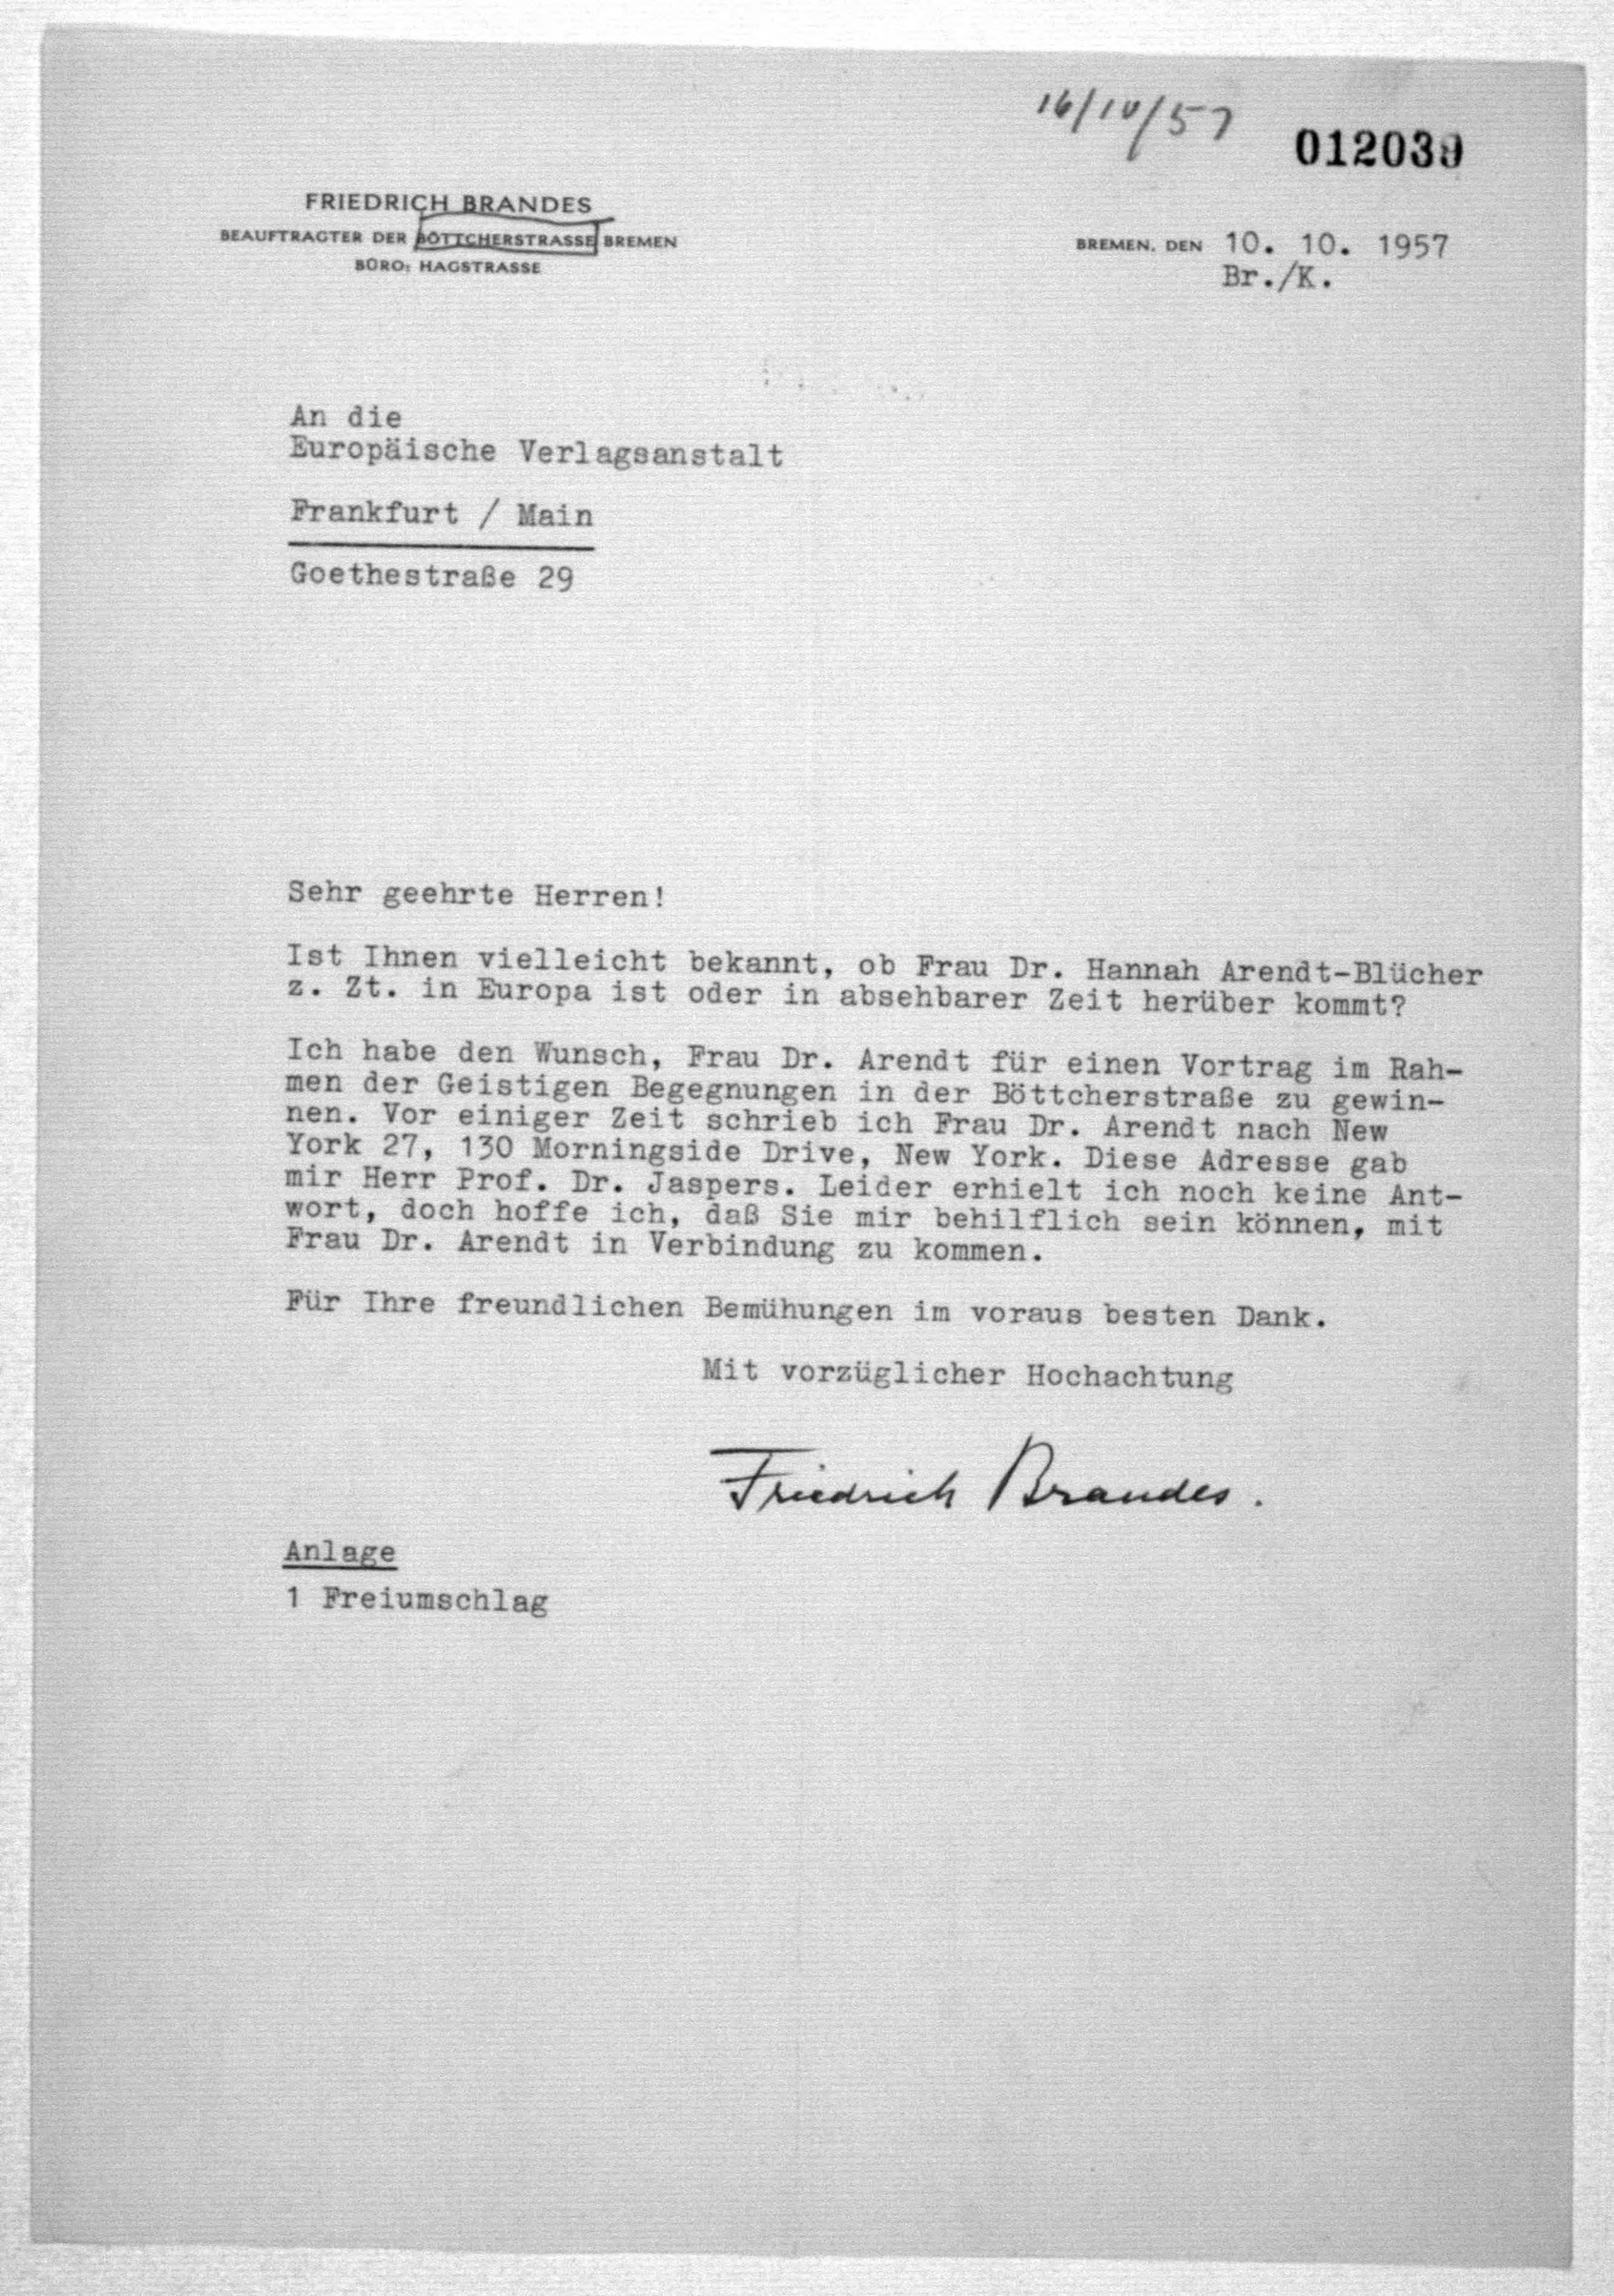 16/10/57
012039
FRIEDRICH BRANDES
BEAUFTRAGTER DER BÖTTCHERSTRASSE BREMEN
BÜRO: HAGSTRASSE
BREMEN, DEN 10. 10. 1957
Br./K.
An die
Europäische Verlagsanstalt
Frankfurt / Main
Goethestraße 29
Sehr geehrte Herren!
Ist Ihnen vielleicht bekannt, ob Frau Dr. Hannah Arendt-Blücher
z. Zt. in Europa ist oder in absehbarer Zeit herüber kommt?
Ich habe den Wunsch, Frau Dr. Arendt für einen Vortrag im Rah-
men der Geistigen Begegnungen in der Böttcherstraße zu gewin-
nen. Vor einiger Zeit schrieb ich Frau Dr. Arendt nach New
York 27, 130 Morningside Drive, New York. Diese Adresse gab
mir Herr Prof. Dr. Jaspers. Leider erhielt ich noch keine Ant-
wort, doch hoffe ich, daß Sie mir behilflich sein können, mit
Frau Dr. Arendt in Verbindung zu kommen.
Für Ihre freundlichen Bemühungen im voraus besten Dank.
Mit vorzüglicher Hochachtung
Friedrich Brandes.
Anlage
1 Freiumschlag